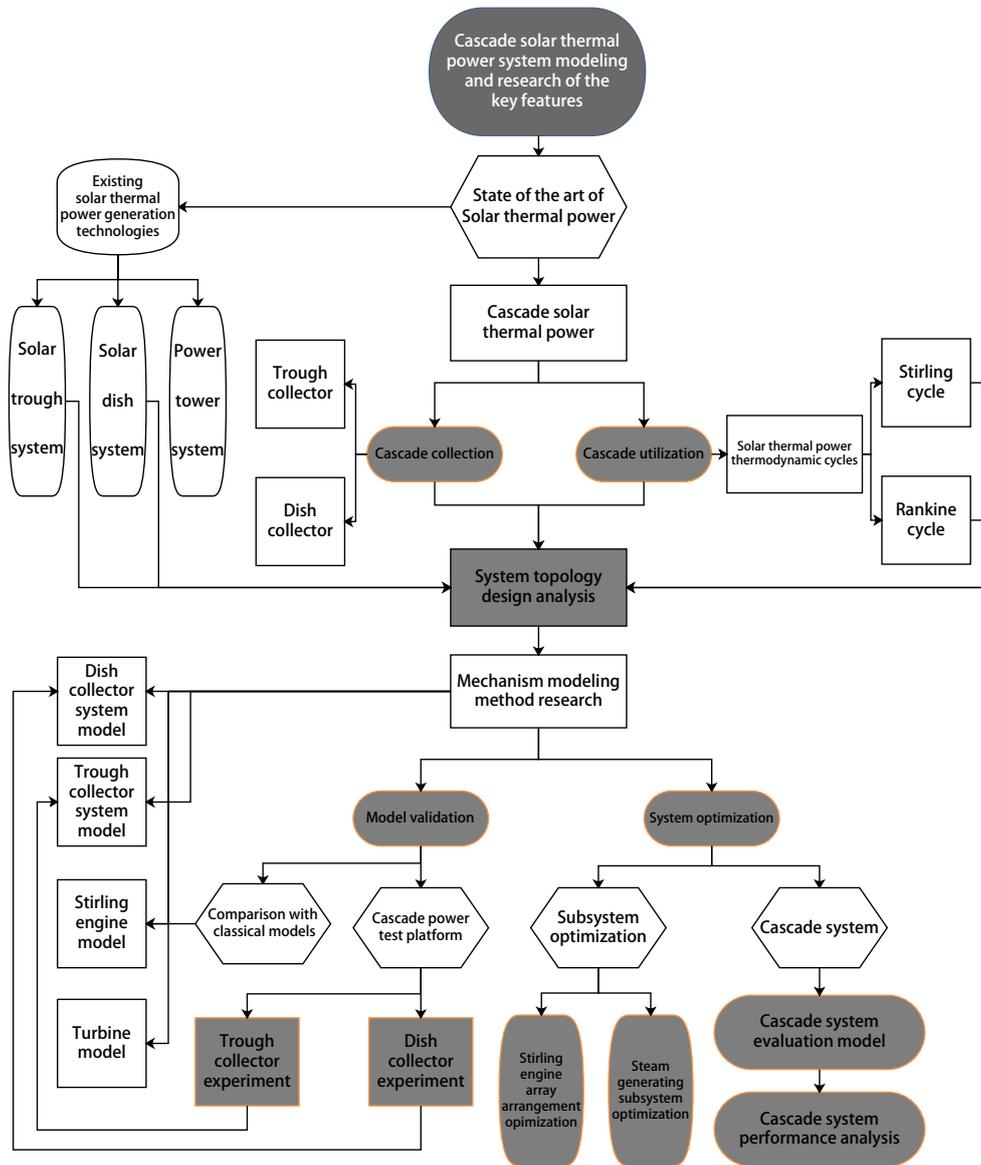 Cascade solar thermal
power system modeling
and research of the
key features
Existing
solar thermal
power generation
technologies
State of the art of
Solar thermal power
Solar
trough
system
Solar
dish
system
Power
tower
system
Cascade solar
thermal power
Trough
collector
Dish
collector
Cascade collection
Cascade utilization
Solar thermal power
thermodynamic cycles
Stirling
cycle
Rankine
cycle
System topology
design analysis
Mechanism modeling
method research
Dish
collector
system
model
Trough
collector
system
model
Stirling
engine
model
Turbine
model
Model validation
System optimization
Comparison with
classical models
Cascade power
test platform
Subsystem
optimization
Cascade system
Trough
collector
experiment
Dish
collector
experiment
Stirling
engine
array
arrangement
opimization
Steam
generating
subsystem
optimization
Cascade system
evaluation model
Cascade system
performance analysis